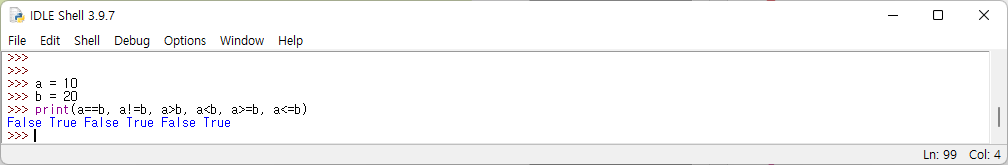 IDLE Shell 3.9.7
File Edit Shell Debug Options Window Help
>>>
>>>
>>> a = 10
>>> b = 20
>>> print(a==b, a!=b, a>b, a<b, a>=b, a<=b)
False True False True False True
>>>
Ln: 99 Col: 4